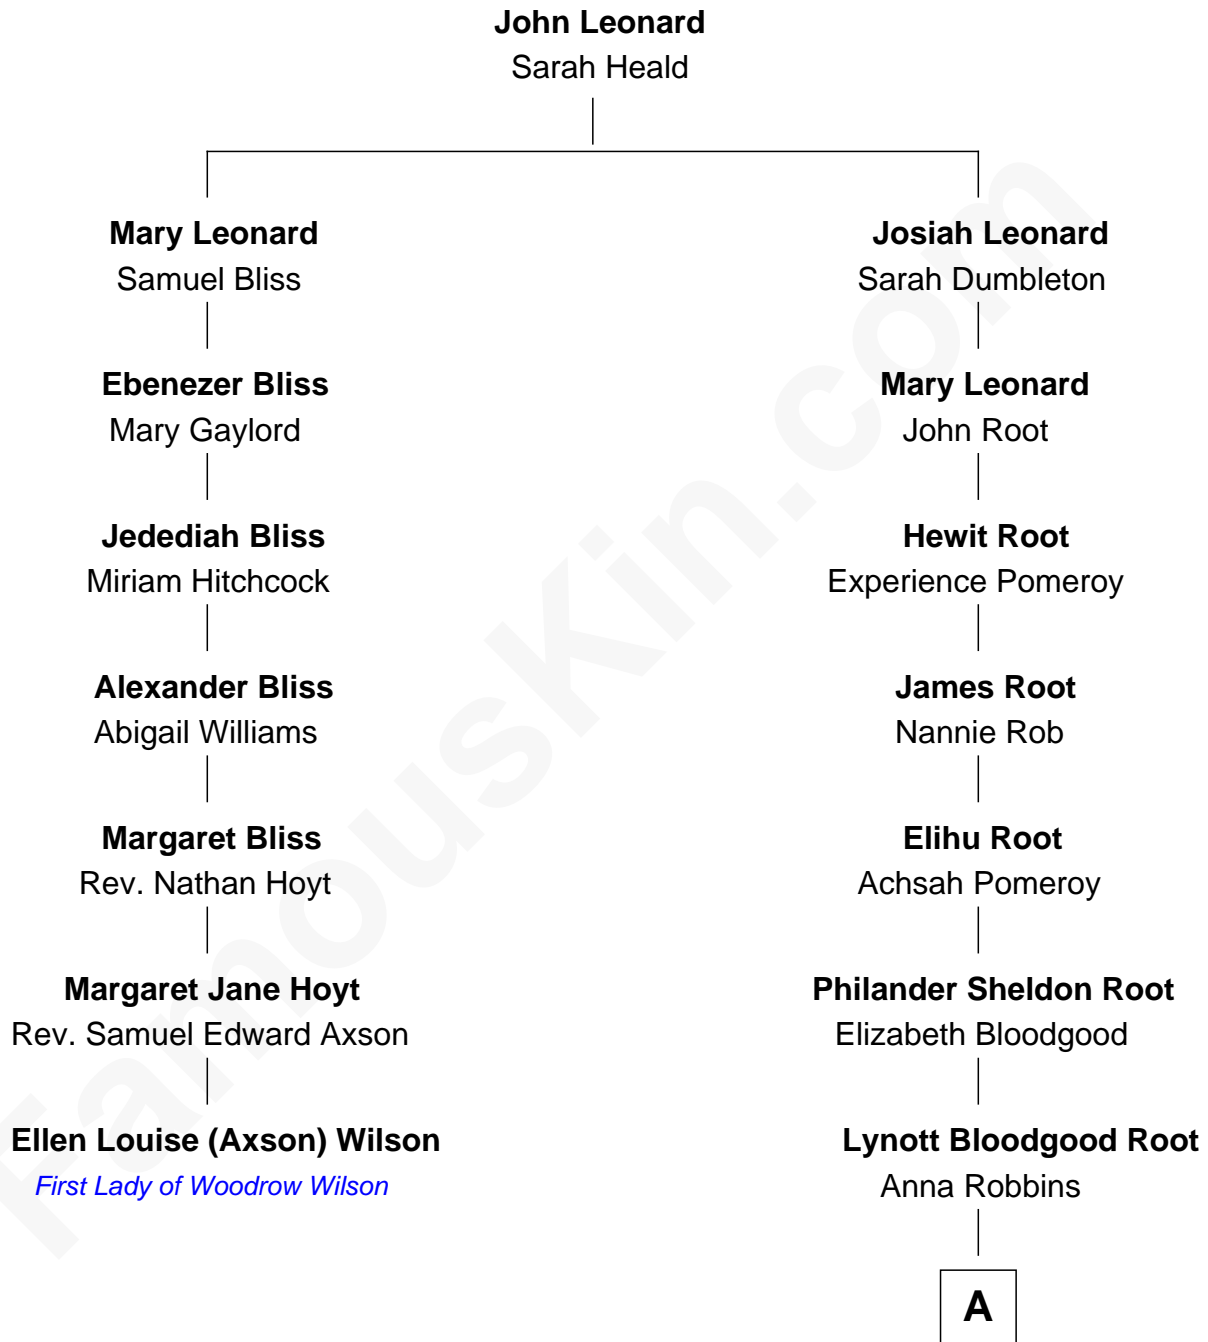 John Leonard
Sarah Heald
Mary Leonard
Samuel Bliss
Ebenezer Bliss
Mary Gaylord
Jedediah Bliss
Miriam Hitchcock
Alexander Bliss
Abigail Williams
Margaret Bliss
Rev. Nathan Hoyt
Margaret Jane Hoyt
Rev. Samuel Edward Axson
Ellen Louise (Axson) Wilson
First Lady of Woodrow Wilson
Josiah Leonard
Sarah Dumbleton
Mary Leonard
John Root
Hewit Root
Experience Pomeroy
James Root
Nannie Rob
Elihu Root
Achsah Pomeroy
Philander Sheldon Root
Elizabeth Bloodgood
Lynott Bloodgood Root
Anna Robbins
A
FamousKin.com